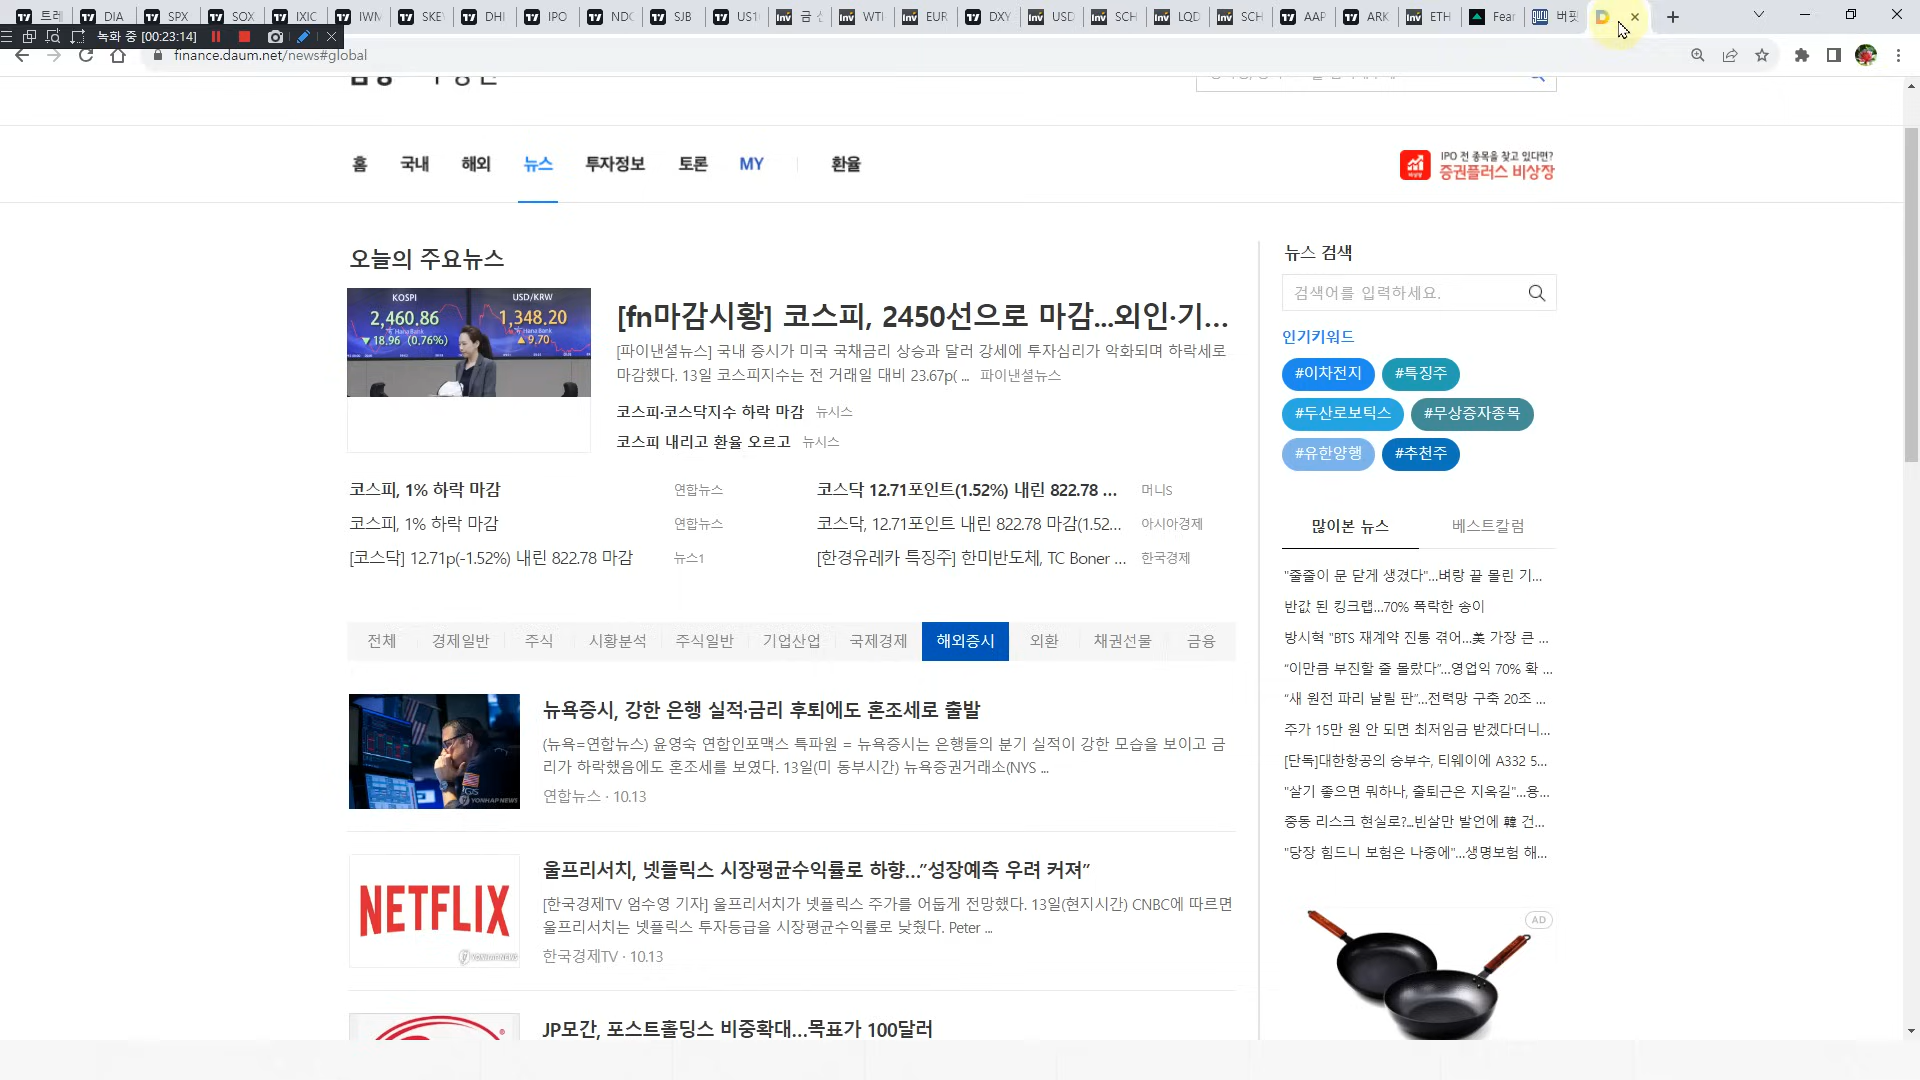 트레
DIA
SPX
SOX
IXIC
IWM
SKE
DHI
IPO
NDC
SJB
US1
금
WTI
EUR
DXY
USD
SCH
LQD
SCH
AAP
ARK
ETH
Fear
버핏
녹화 중 [00:23:14]
finance.daum.net/news#global
홈
국내
해외
뉴스
투자정보
토론
MY
환율
IPO 전 종목을 찾고 있다면?
증권플러스 비상장
오늘의 주요뉴스
KOSPI
2,460.86
▼18.96 (0.76%)
USD/KRW
1,348.20
▲9.70
[fn마감시황] 코스피, 2450선으로 마감...외인·기...
[파이낸셜뉴스] 국내 증시가 미국 국채금리 상승과 달러 강세에 투자심리가 악화되며 하락세로
마감했다. 13일 코스피지수는 전 거래일 대비 23.67p( ... 파이낸셜뉴스
코스피·코스닥지수 하락 마감 뉴시스
코스피 내리고 환율 오르고 뉴시스
코스피, 1% 하락 마감 연합뉴스
코스피, 1% 하락 마감 연합뉴스
[코스닥] 12.71p(-1.52%) 내린 822.78 마감 뉴스1
코스닥 12.71포인트(1.52%) 내린 822.78 ... 머니S
코스닥, 12.71포인트 내린 822.78 마감(1.52... 아시아경제
[한경유레카 특징주] 한미반도체, TC Boner ... 한국경제
전체
경제일반
주식
시황분석
주식일반
기업산업
국제경제
해외증시
외환
채권선물
금융
뉴욕증시, 강한 은행 실적·금리 후퇴에도 혼조세로 출발
(뉴욕=연합뉴스) 윤영숙 연합인포맥스 특파원 = 뉴욕증시는 은행들의 분기 실적이 강한 모습을 보이고 금
리가 하락했음에도 혼조세를 보였다. 13일(미 동부시간) 뉴욕증권거래소(NYS ...
연합뉴스 · 10.13
YONHAP NEWS
NETFLIX
YONHAP NEWS
울프리서치, 넷플릭스 시장평균수익률로 하향..."성장예측 우려 커져"
[한국경제TV 엄수영 기자] 울프리서치가 넷플릭스 주가를 어둡게 전망했다. 13일(현지시간) CNBC에 따르면
울프리서치는 넷플릭스 투자등급을 시장평균수익률로 낮췄다. Peter ...
한국경제TV · 10.13
JP모간, 포스트홀딩스 비중확대...목표가 100달러
뉴스 검색
검색어를 입력하세요.
인기키워드
#이차전지
#특징주
#두산로보틱스
#무상증자종목
#유한양행
#추천주
많이본 뉴스
베스트칼럼
"줄줄이 문 닫게 생겼다"...벼랑 끝 몰린 기...
반값 된 킹크랩...70% 폭락한 송이
방시혁 "BTS 재계약 진통 겪어...美 가장 큰 ...
"이만큼 부진할 줄 몰랐다"...영업익 70% 확 ...
"새 원전 파리 날릴 판"...전력망 구축 20조 ...
주가 15만 원 안 되면 최저임금 받겠다더니...
[단독]대한항공의 승부수, 티웨이에 A332 5...
"살기 좋으면 뭐하나, 출퇴근은 지옥길"...용...
중동 리스크 현실로?...빈살만 발언에 韓 건...
"당장 힘드니 보험은 나중에"...생명보험 해...
AD